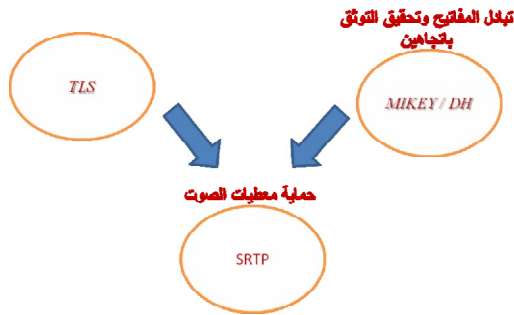 تبادل المفاتيح وتحقيق التوثق
باتجاهين
TLS
MIKEY / DH
حماية معطيات الصوت
SRTP